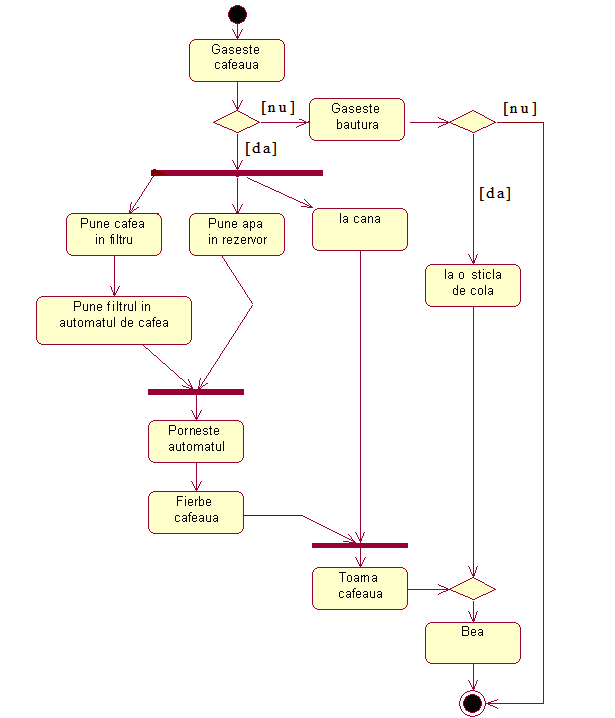 Gaseste
cafeaua
[nu]
Gaseste
bautura
[nu]
[da]
[da]
Pune cafea
in filtru
Pune apa
in rezervor
Ia cana
Ia o sticla
de cola
Pune filtrul in
automatul de cafea
Porneste
automatul
Fierbe
cafeaua
Toarna
cafeaua
Bea